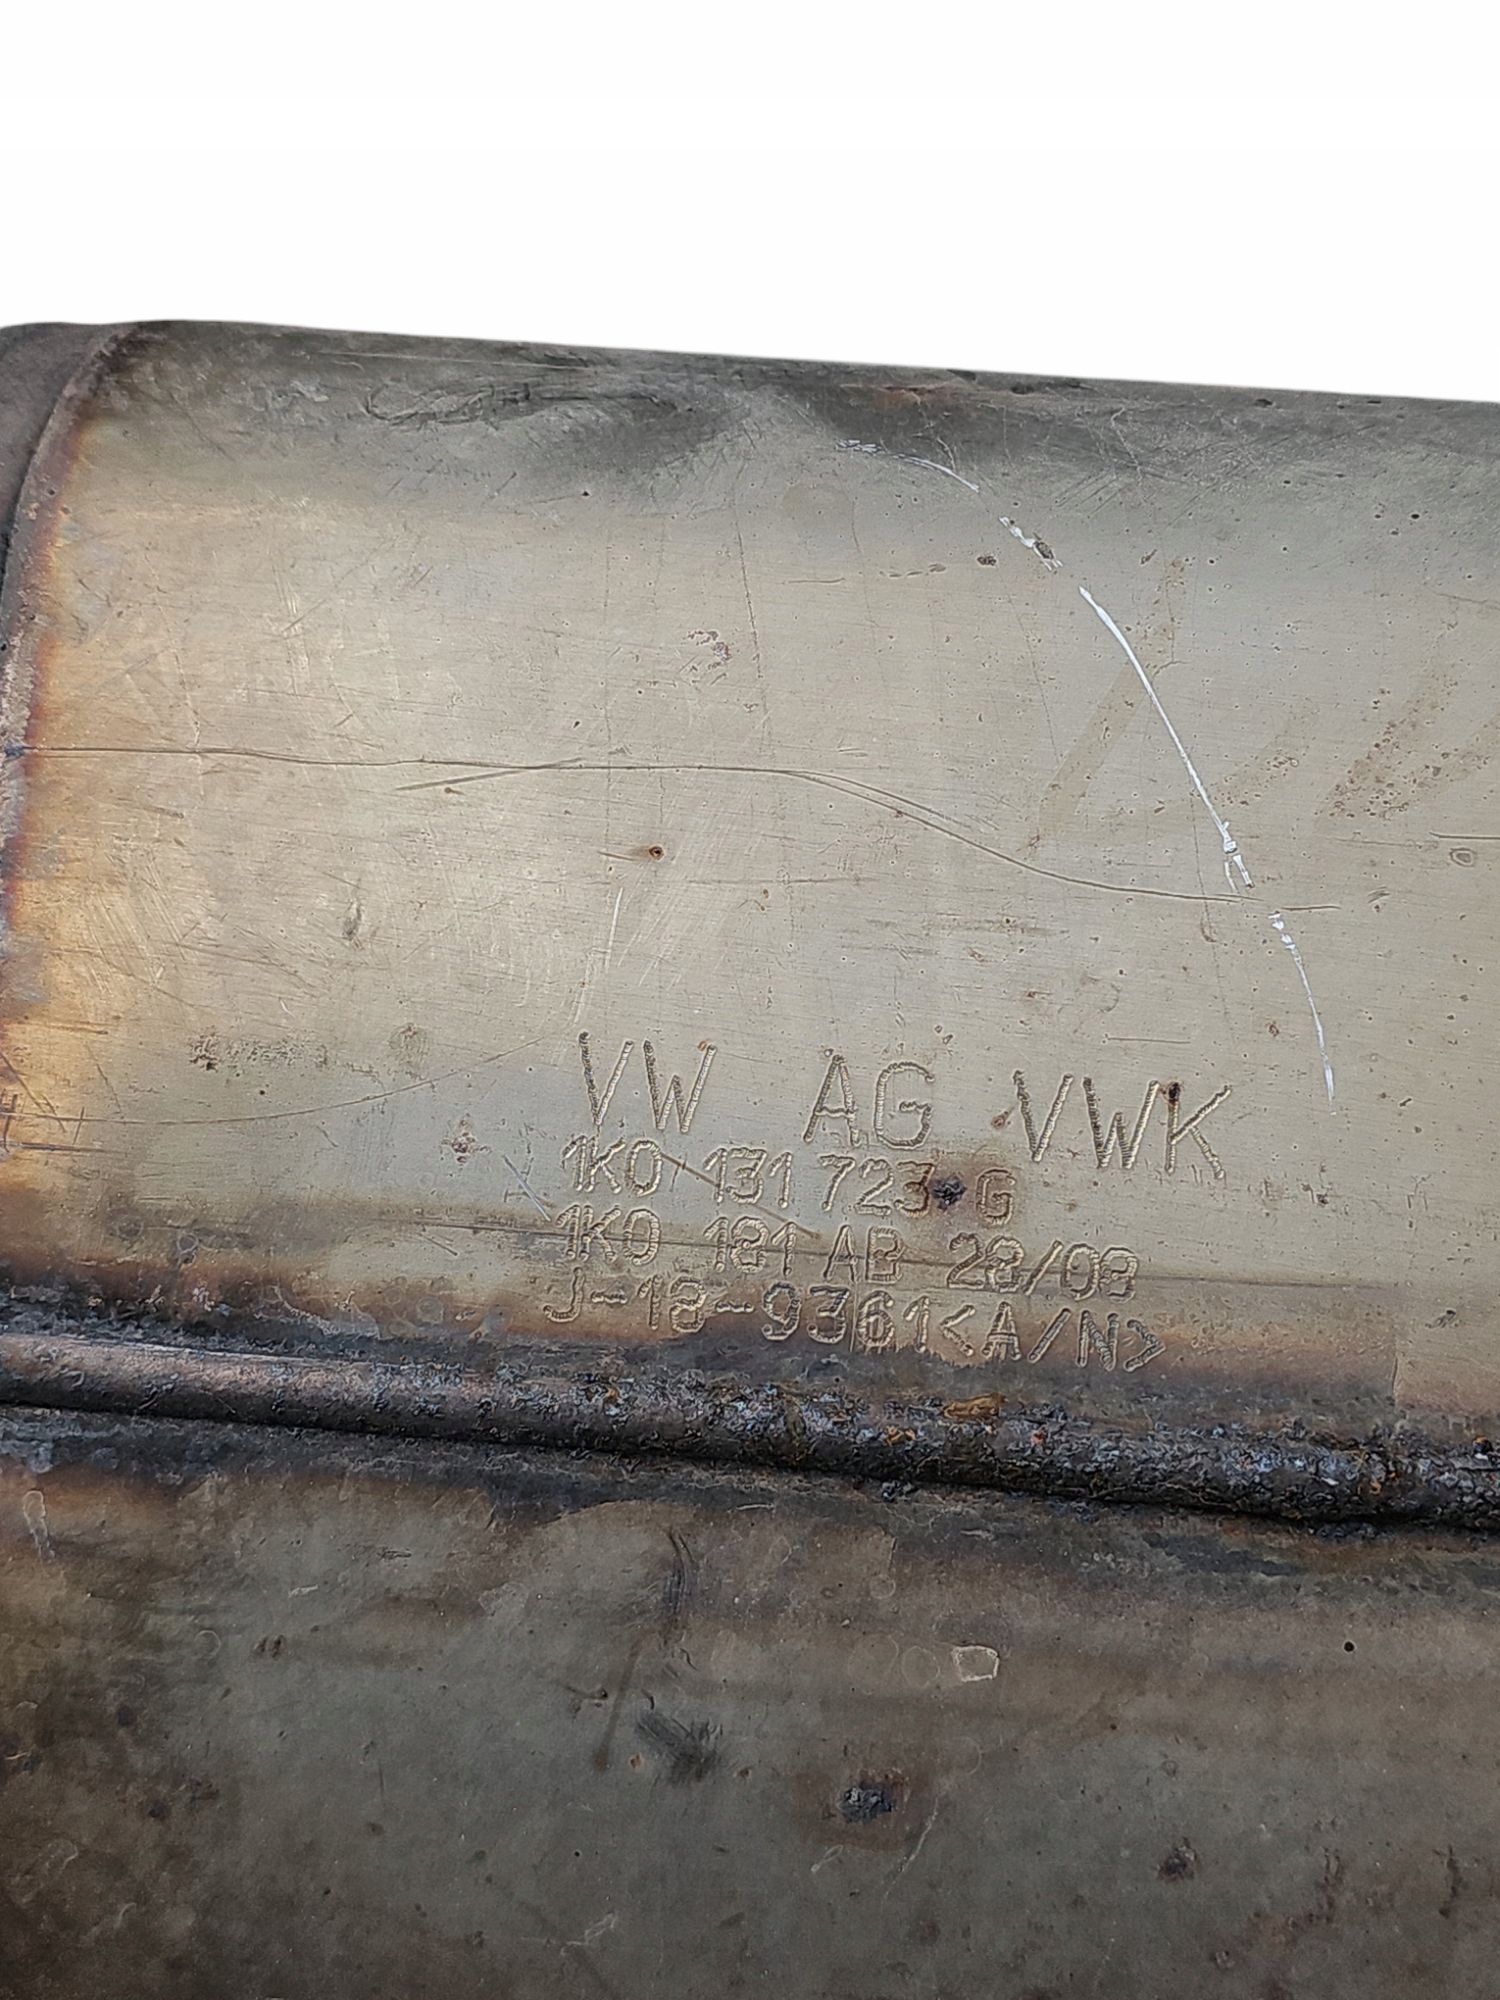 VW AG VWK
1K0 131 723 G
1K0 181 AB 28/08
J-18-9361<A/N>